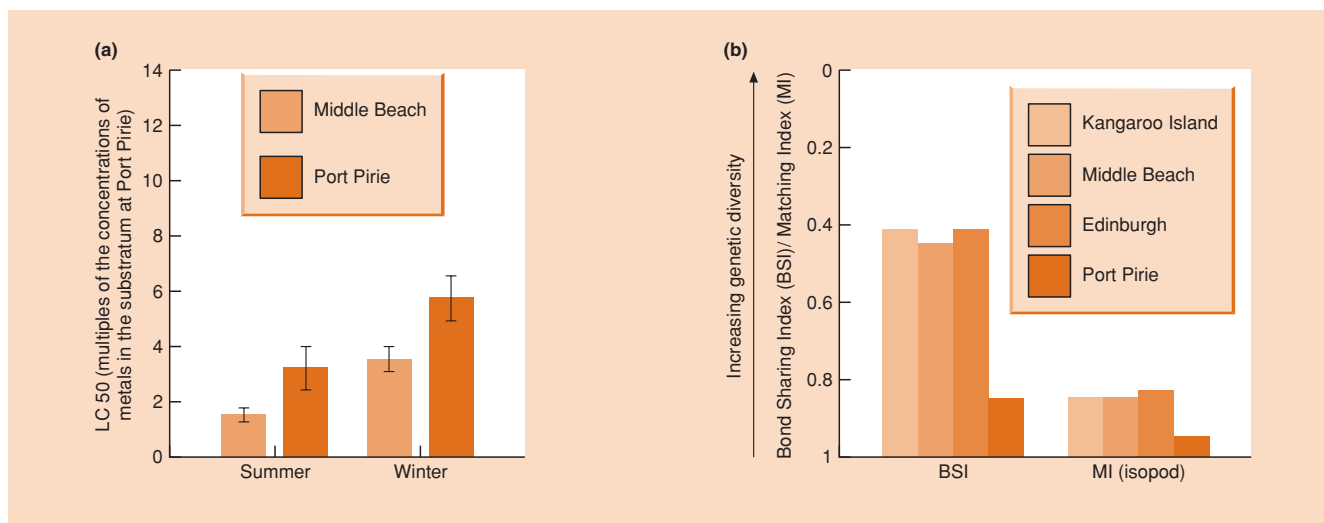 (a)
LC 50 (multiples of the concentrations of
metals in the substratum at Port Pirie)
14
12
10
8
6
4
2
0
Middle Beach
Port Pirie
Summer
Winter
(b)
Increasing genetic diversity
Bond Sharing Index (BSI)/ Matching Index (MI)
0
0.2
0.4
0.6
0.8
1
Kangaroo Island
Middle Beach
Edinburgh
Port Pirie
BSI
MI (isopod)